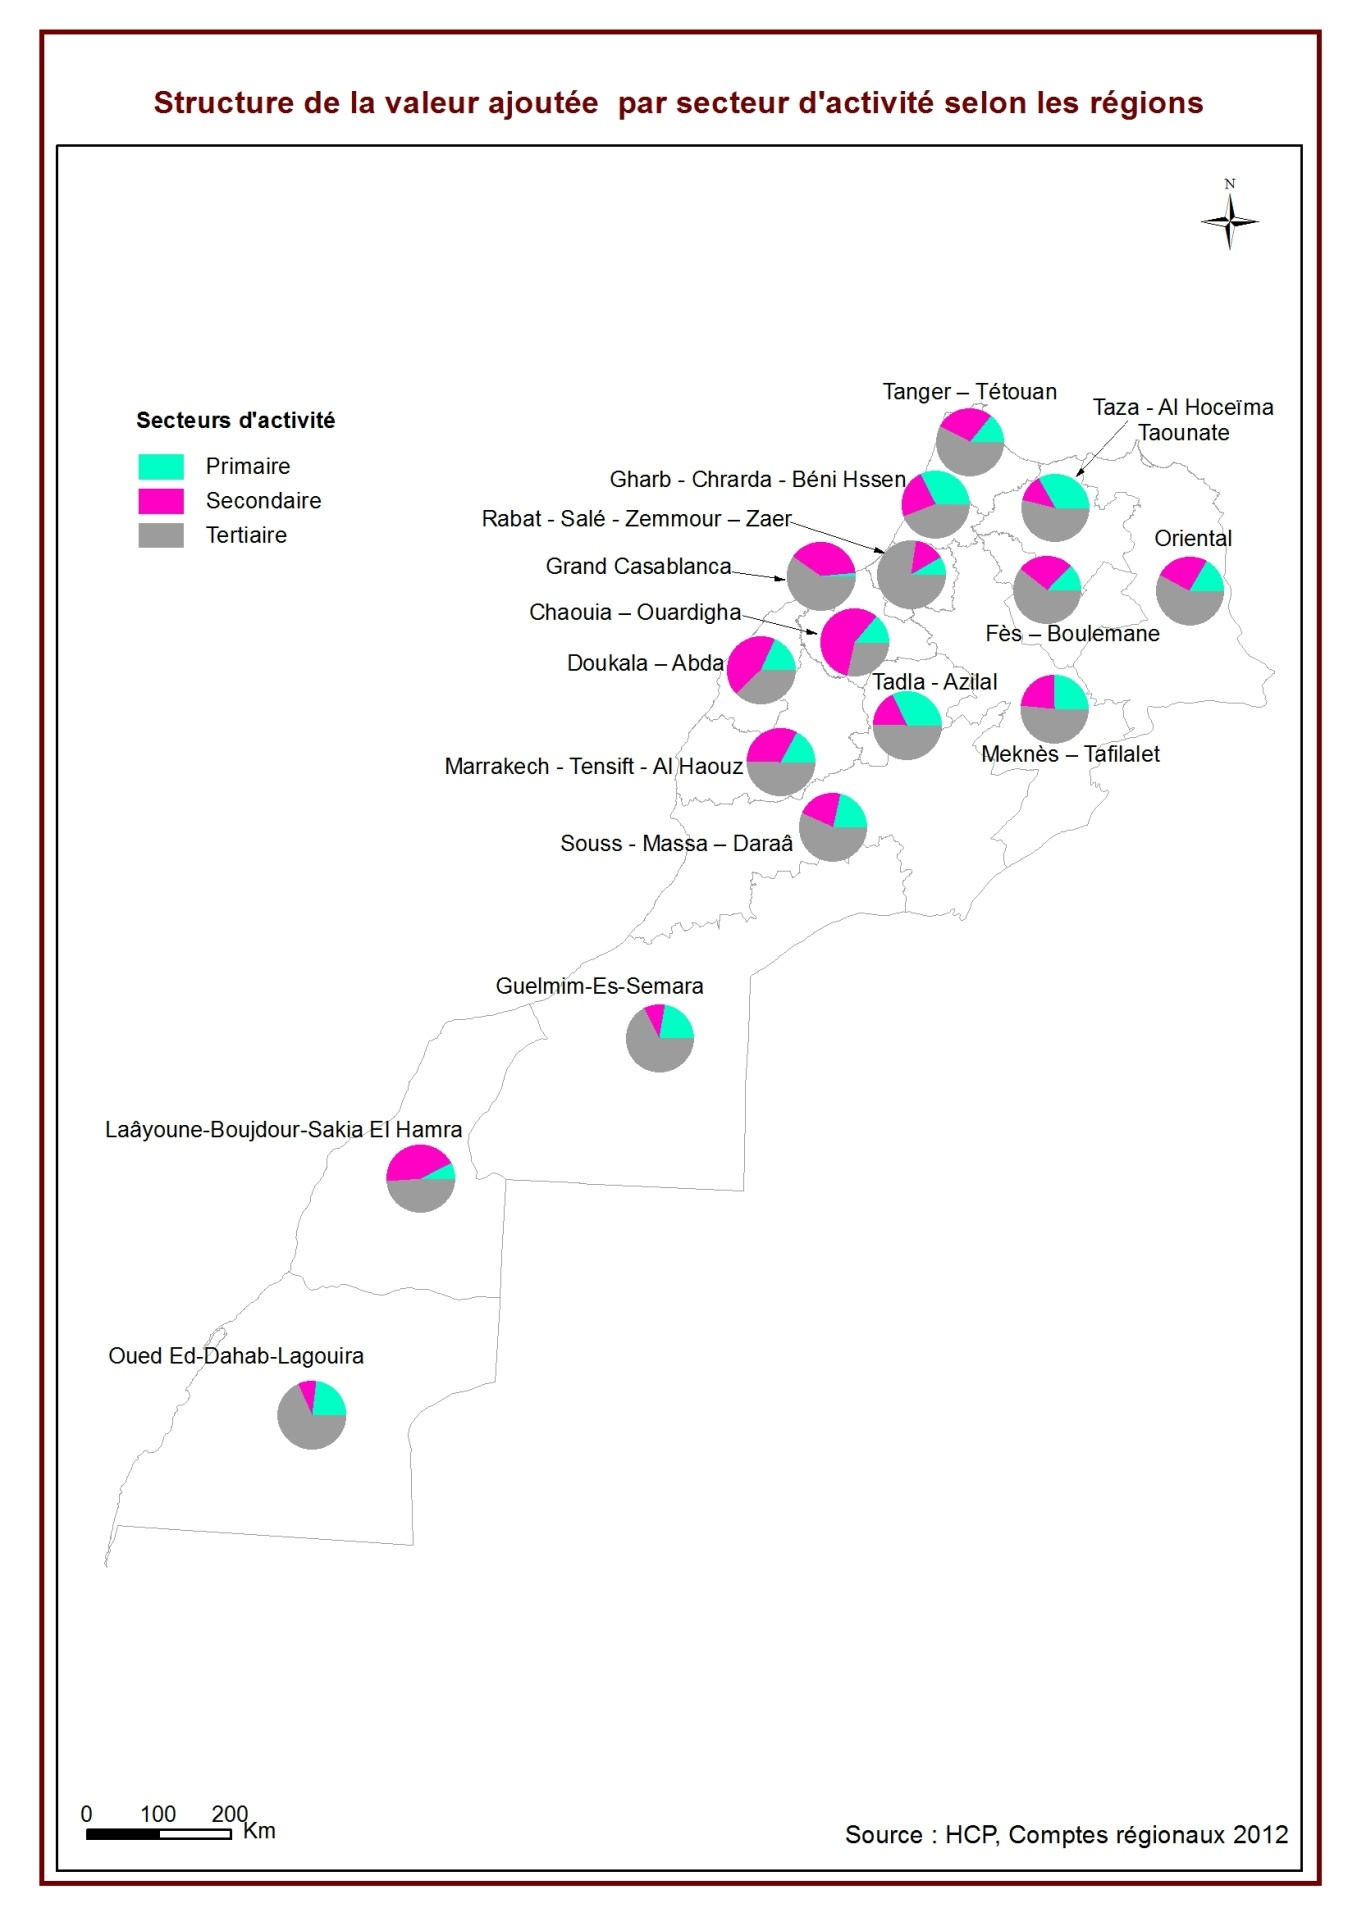 Structure de la valeur ajoutée par secteur d'activité selon les régions
N
Secteurs d'activité
Primaire
Secondaire
Tertiaire
Tanger – Tétouan
Taza - Al Hoceïma
Taounate
Gharb - Chrarda - Béni Hssen
Rabat - Salé - Zemmour – Zaer
Oriental
Grand Casablanca
Chaouia – Ouardigha
Fès – Boulemane
Doukala – Abda
Tadla - Azilal
Meknès – Tafilalet
Marrakech - Tensift - Al Haouz
Souss - Massa – Daraâ
Guelmim-Es-Semara
Laâyoune-Boujdour-Sakia El Hamra
Oued Ed-Dahab-Lagouira
0 100 200
Km
Source : HCP, Comptes régionaux 2012